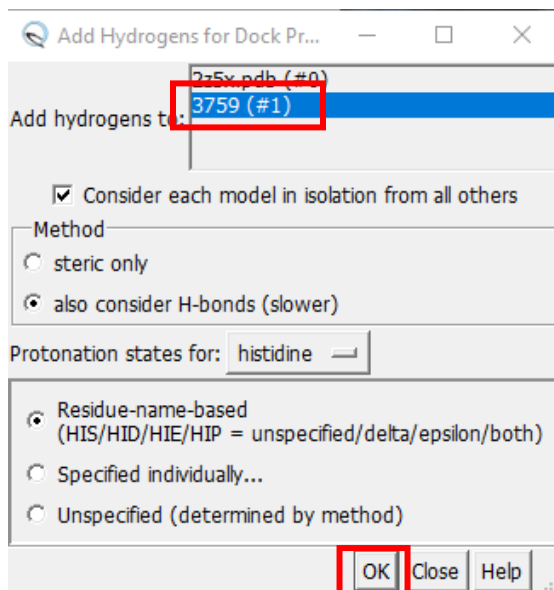 Add Hydrogens for Dock Pr...
2z5x.pdb (#0)
Add hydrogens to: 3759 (#1)
Consider each model in isolation from all others
Method
steric only
also consider H-bonds (slower)
Protonation states for: histidine
Residue-name-based
(HIS/HID/HIE/HIP = unspecified/delta/epsilon/both)
Specified individually...
Unspecified (determined by method)
OK Close Help